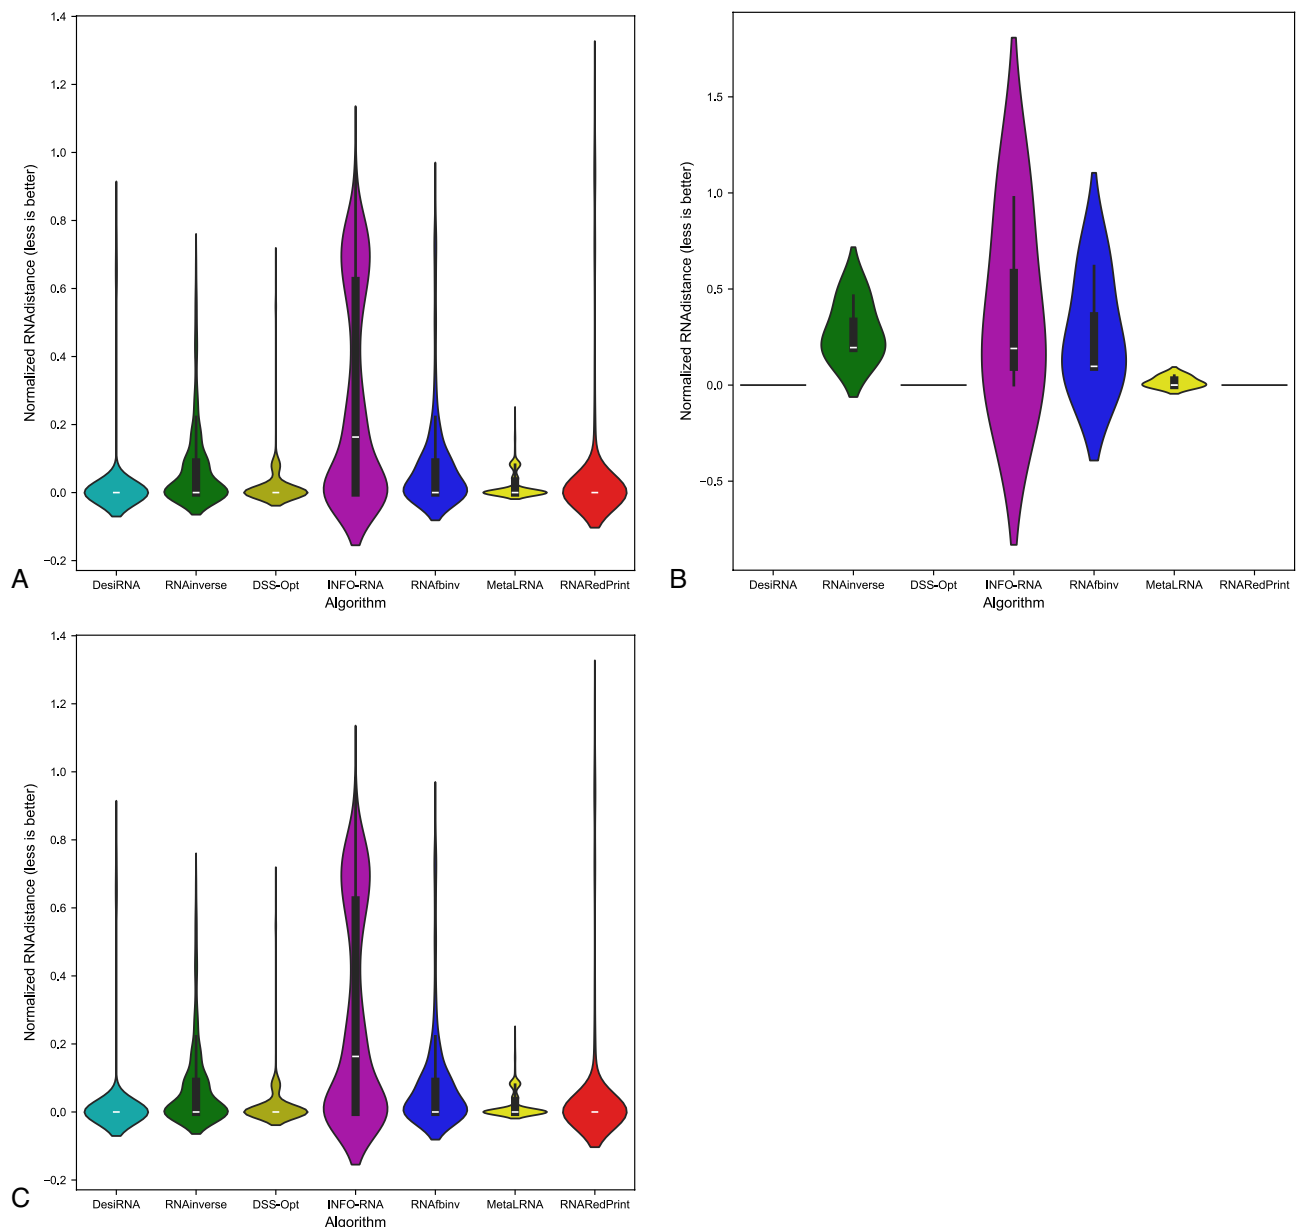 1.4
1.2
1.0
0.8
0.6
0.4
0.2
0.0
−0.2
Normalized RNAdistance (less is better)
DesiRNA RNAinverse DSS-Opt INFO-RNA RNAfbinv MetaLRNA RNARedPrint
Algorithm
A
1.5
1.0
0.5
0.0
−0.5
Normalized RNAdistance (less is better)
DesiRNA RNAinverse DSS-Opt INFO-RNA RNAfbinv MetaLRNA RNARedPrint
Algorithm
B
1.4
1.2
1.0
0.8
0.6
0.4
0.2
0.0
−0.2
Normalized RNAdistance (less is better)
DesiRNA RNAinverse DSS-Opt INFO-RNA RNAfbinv MetaLRNA RNARedPrint
Algorithm
C